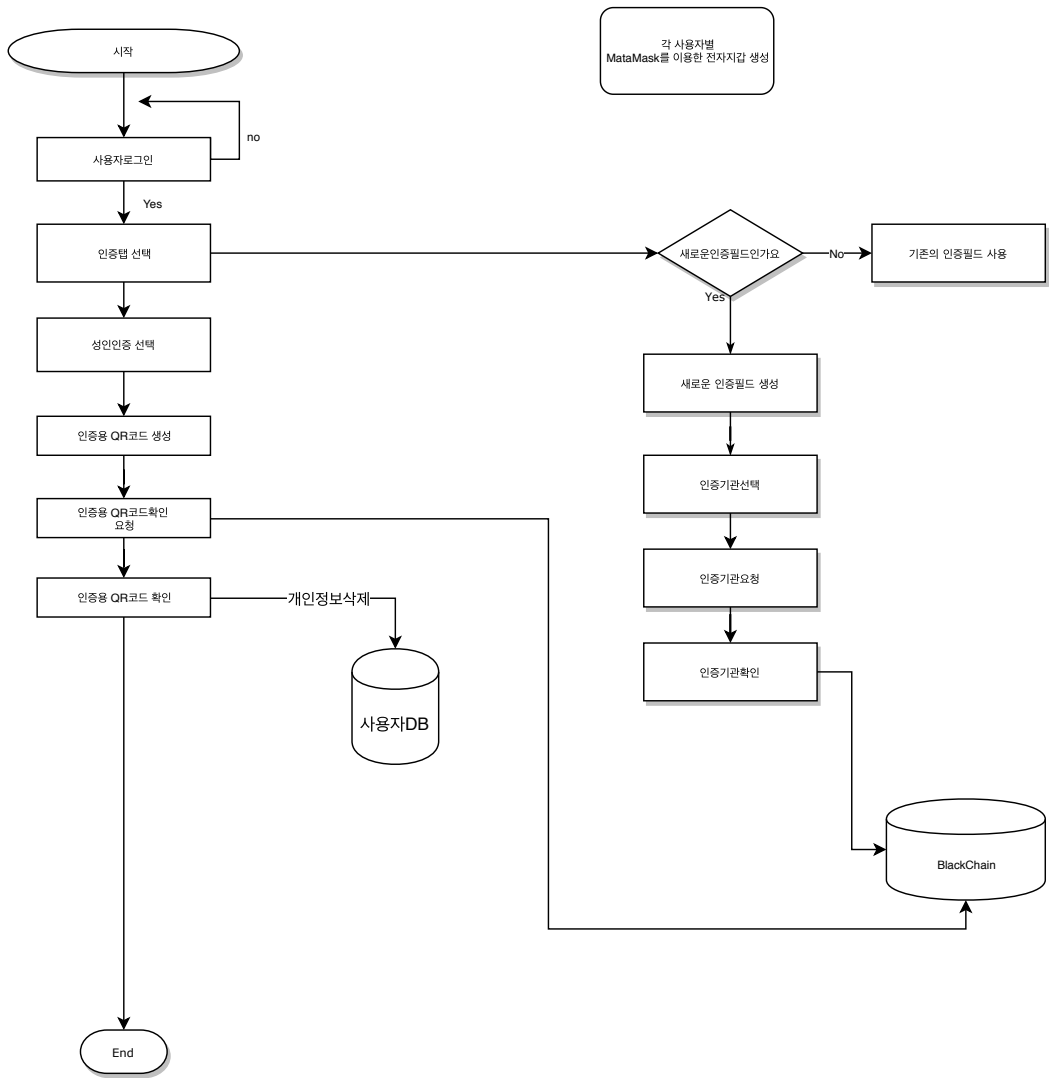 시작
각 사용자별
MataMask를 이용한 전자지갑 생성
no
사용자로그인
Yes
인증탭 선택
새로운인증필드인가요
No
기존의 인증필드 사용
Yes
성인인증 선택
새로운 인증필드 생성
인증용 QR코드 생성
인증기관선택
인증용 QR코드확인
요청
인증기관요청
인증용 QR코드 확인
개인정보삭제
인증기관확인
사용자DB
BlackChain
End